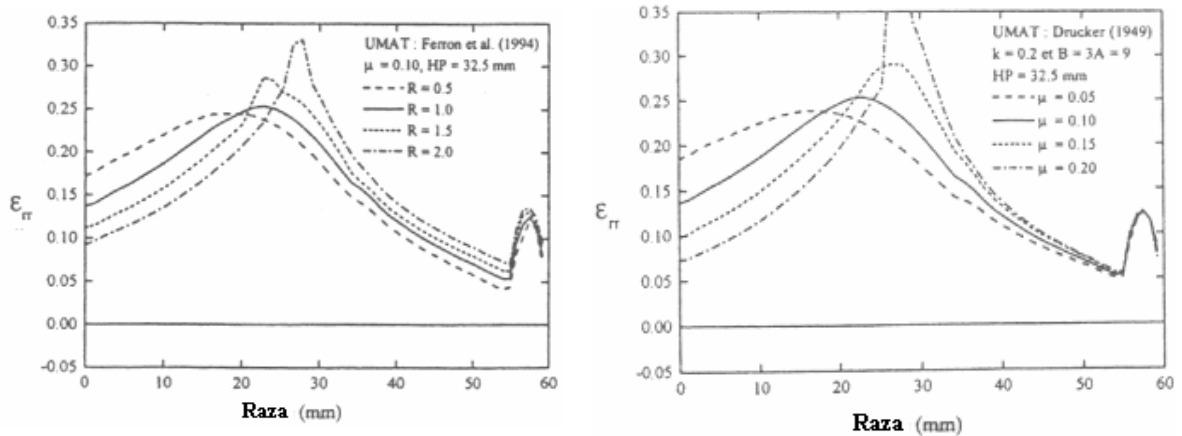 0.35
0.30
0.25
0.20
0.15
0.10
0.05
0.00
-0.05
εrr
UMAT : Ferron et al. (1994)
μ = 0.10, HP = 32.5 mm
R = 0.5
R = 1.0
R = 1.5
R = 2.0
0 10 20 30 40 50 60
Raza (mm)
0.35
0.30
0.25
0.20
0.15
0.10
0.05
0.00
-0.05
εrr
UMAT : Drucker (1949)
k = 0.2 et B = 3A = 9
HP = 32.5 mm
μ = 0.05
μ = 0.10
μ = 0.15
μ = 0.20
0 10 20 30 40 50 60
Raza (mm)